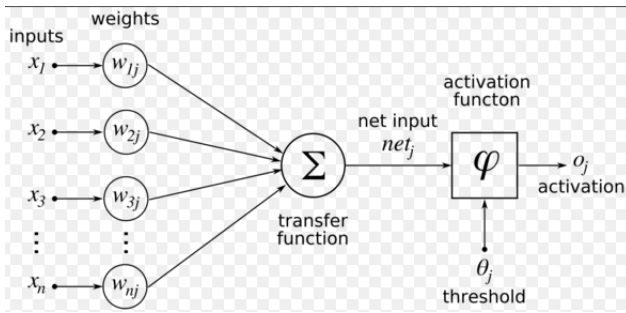 weights
inputs
x1
w1j
x2
w2j
x3
w3j
⋮
⋮
xn
wnj
Σ
transfer
function
net input
netj
activation
functon
φ
oj
activation
θj
threshold